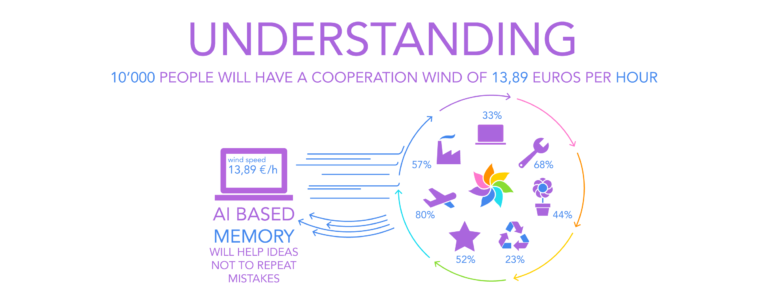 UNDERSTANDING
10'000 PEOPLE WILL HAVE A COOPERATION WIND OF 13,89 EUROS PER HOUR
33%
57%
68%
wind speed
13,89 €/h
80%
44%
AI BASED
MEMORY
WILL HELP IDEAS
NOT TO REPEAT
MISTAKES
52%
23%